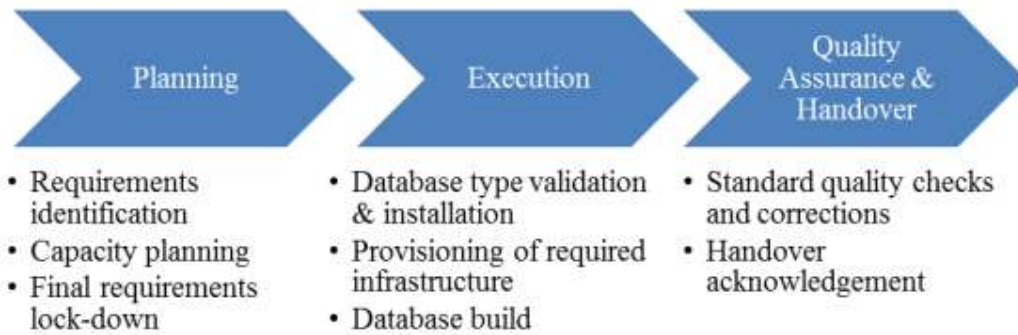 Planning
Execution
Quality
Assurance &
Handover
• Requirements
identification
• Capacity planning
• Final requirements
lock-down
• Database type validation
& installation
• Provisioning of required
infrastructure
• Database build
• Standard quality checks
and corrections
• Handover
acknowledgement